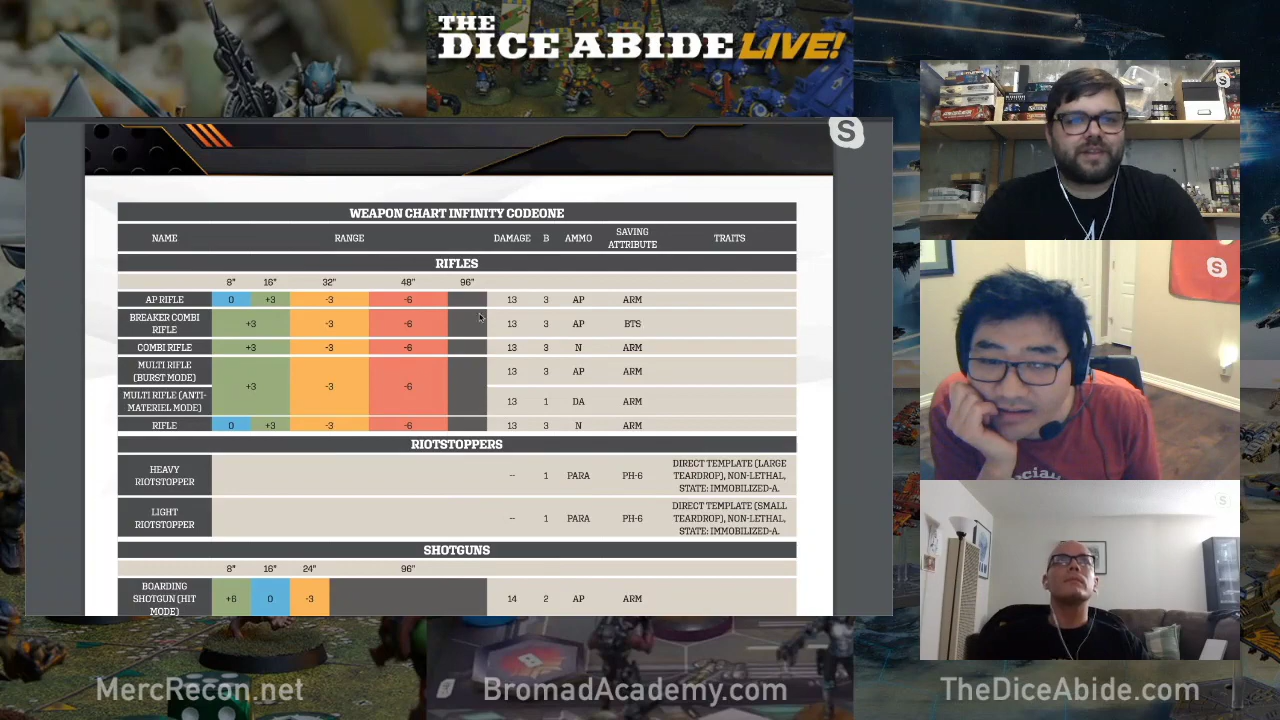 THE
DICE ABIDE LIVE!
WEAPON CHART INFINITY CODEONE
NAME RANGE DAMAGE B AMMO SAVING ATTRIBUTE TRAITS
RIFLES
8" 16" 32" 48" 96"
AP RIFLE 0 +3 -3 -6 13 3 AP ARM
BREAKER COMBI RIFLE +3 -3 -6 13 3 AP BTS
COMBI RIFLE +3 -3 -6 13 3 N ARM
MULTI RIFLE (BURST MODE) +3 -3 -6 13 3 AP ARM
MULTI RIFLE (ANTI-MATERIEL MODE) 13 1 DA ARM
RIFLE 0 +3 -3 -6 13 3 N ARM
RIOTSTOPPERS
HEAVY RIOTSTOPPER -- 1 PARA PH-6 DIRECT TEMPLATE (LARGE TEARDROP), NON-LETHAL, STATE: IMMOBILIZED-A.
LIGHT RIOTSTOPPER -- 1 PARA PH-6 DIRECT TEMPLATE (SMALL TEARDROP), NON-LETHAL, STATE: IMMOBILIZED-A.
SHOTGUNS
8" 16" 24" 96"
BOARDING SHOTGUN (HIT MODE) +6 0 -3 14 2 AP ARM
S
S
S
S
MercRecon.net
BromadAcademy.com
TheDiceAbide.com